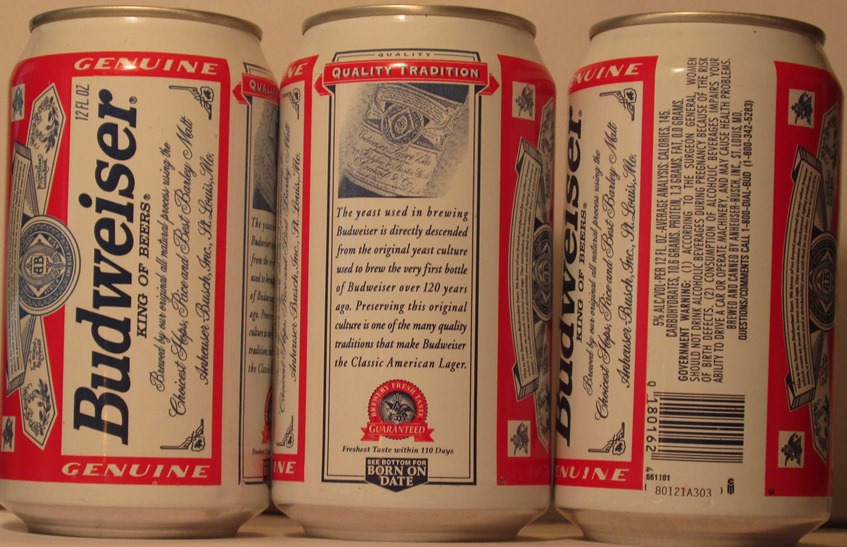 GENUINE
12 FL. OZ.
Budweiser®
KING OF BEERS®
Brewed by our original all natural process using the
Choicest Hops, Rice and Best Barley Malt
Anheuser-Busch, Inc., St. Louis, Mo.
GENUINE
QUALITY
QUALITY TRADITION
The yeast used in brewing
Budweiser is directly descended
from the original yeast culture
used to brew the very first bottle
of Budweiser over 120 years
ago. Preserving this original
culture is one of the many quality
traditions that make Budweiser
the Classic American Lager.
BREWERY FRESH TASTE
GUARANTEED
Freshest Taste within 110 Days
SEE BOTTOM FOR
BORN ON
DATE
NUINE
KING OF BEERS®
Brewed by our original all natural process using the
Choicest Hops, Rice and Best Barley Malt
Anheuser-Busch, Inc., St. Louis, Mo.
ENUINE
5% ALC/VOL-PER 12 FL. OZ.-AVERAGE ANALYSIS: CALORIES, 145.
CARBOHYDRATES, 10.6 GRAMS. PROTEIN, 1.3 GRAMS. FAT, 0.0 GRAMS.
GOVERNMENT WARNING: (1) ACCORDING TO THE SURGEON GENERAL, WOMEN
SHOULD NOT DRINK ALCOHOLIC BEVERAGES DURING PREGNANCY BECAUSE OF THE RISK
OF BIRTH DEFECTS. (2) CONSUMPTION OF ALCOHOLIC BEVERAGES IMPAIRS YOUR
ABILITY TO DRIVE A CAR OR OPERATE MACHINERY, AND MAY CAUSE HEALTH PROBLEMS.
BREWED AND CANNED BY ANHEUSER-BUSCH, INC., ST. LOUIS, MO.
QUESTIONS/COMMENTS CALL 1-800-DIAL-BUD (1-800-342-5283)
0 180162 4
661101
( 80121A303 )